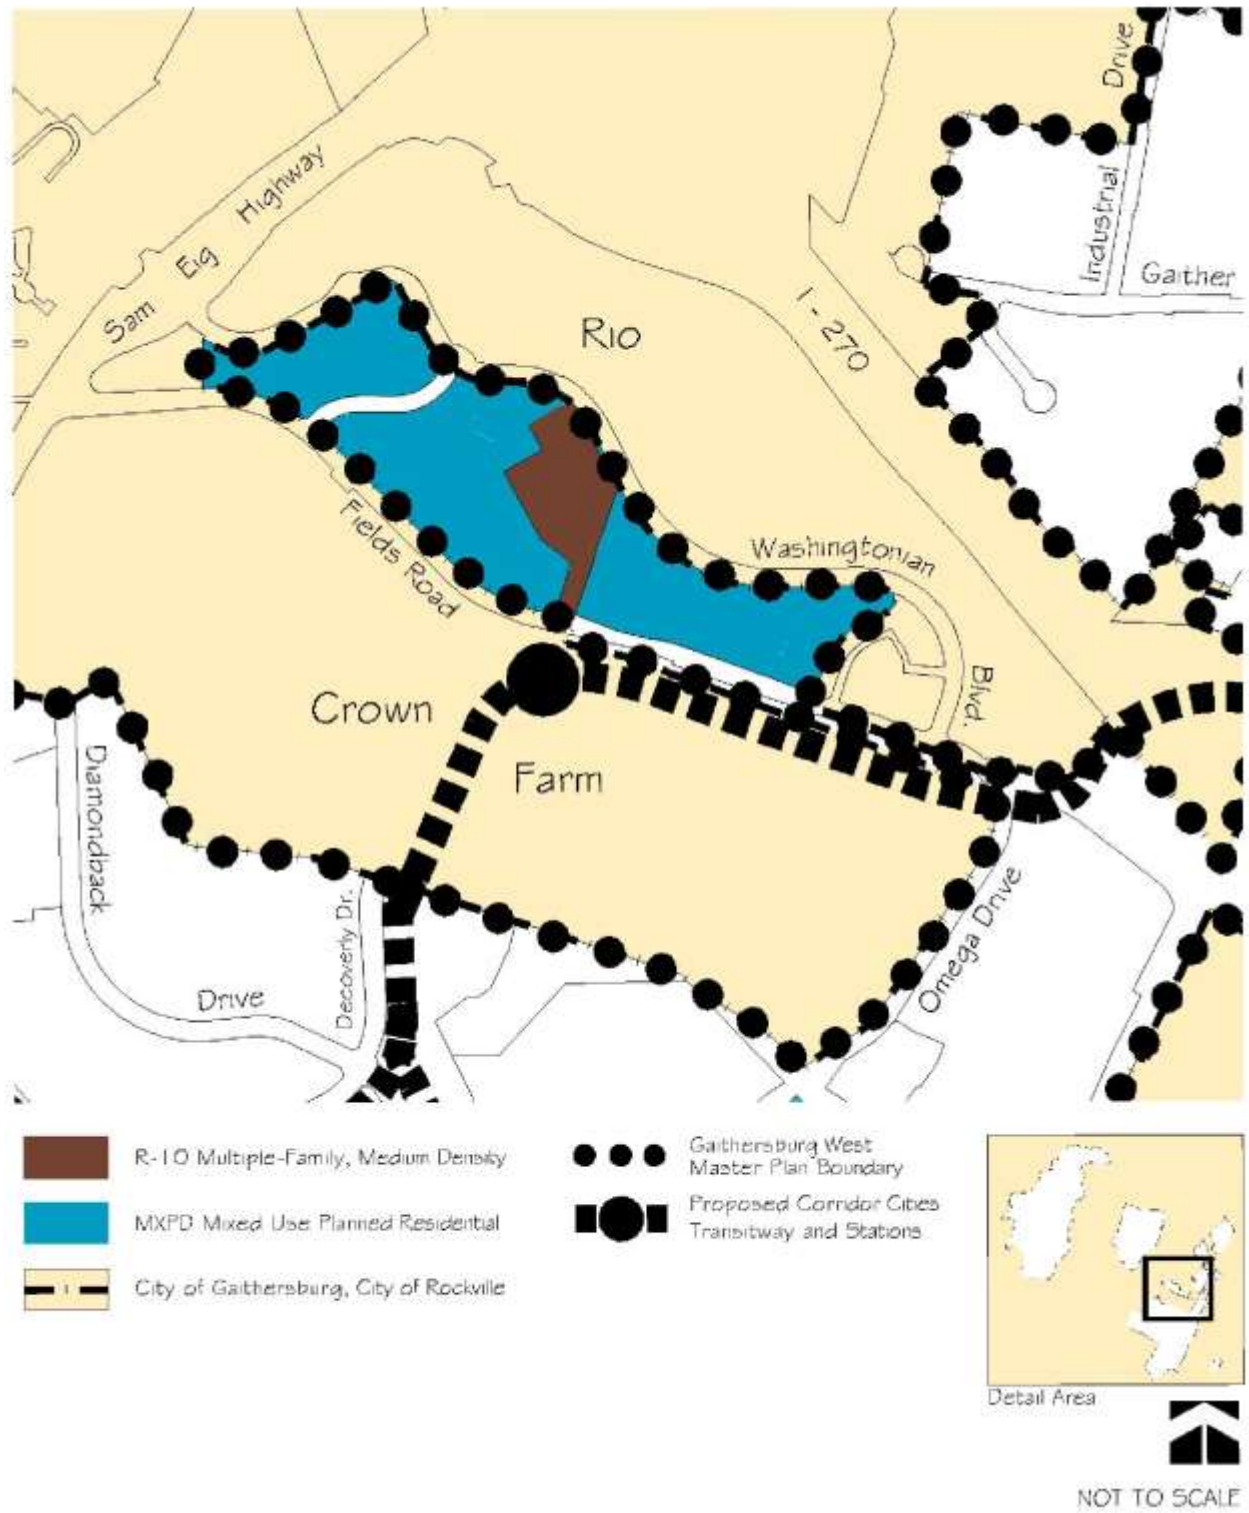 Drive
Industrial
Gaither
Sam Eig Highway
I - 270
RIO
Washingtonian
Blvd.
Fields Road
Crown
Farm
Diamondback
Drive
Decoverly Dr.
Omega Drive
R-10 Multiple-Family, Medium Density
MXPD Mixed Use Planned Residential
City of Gaithersburg, City of Rockville
Gaithersburg West
Master Plan Boundary
Proposed Corridor Cities
Transitway and Stations
Detail Area
NOT TO SCALE